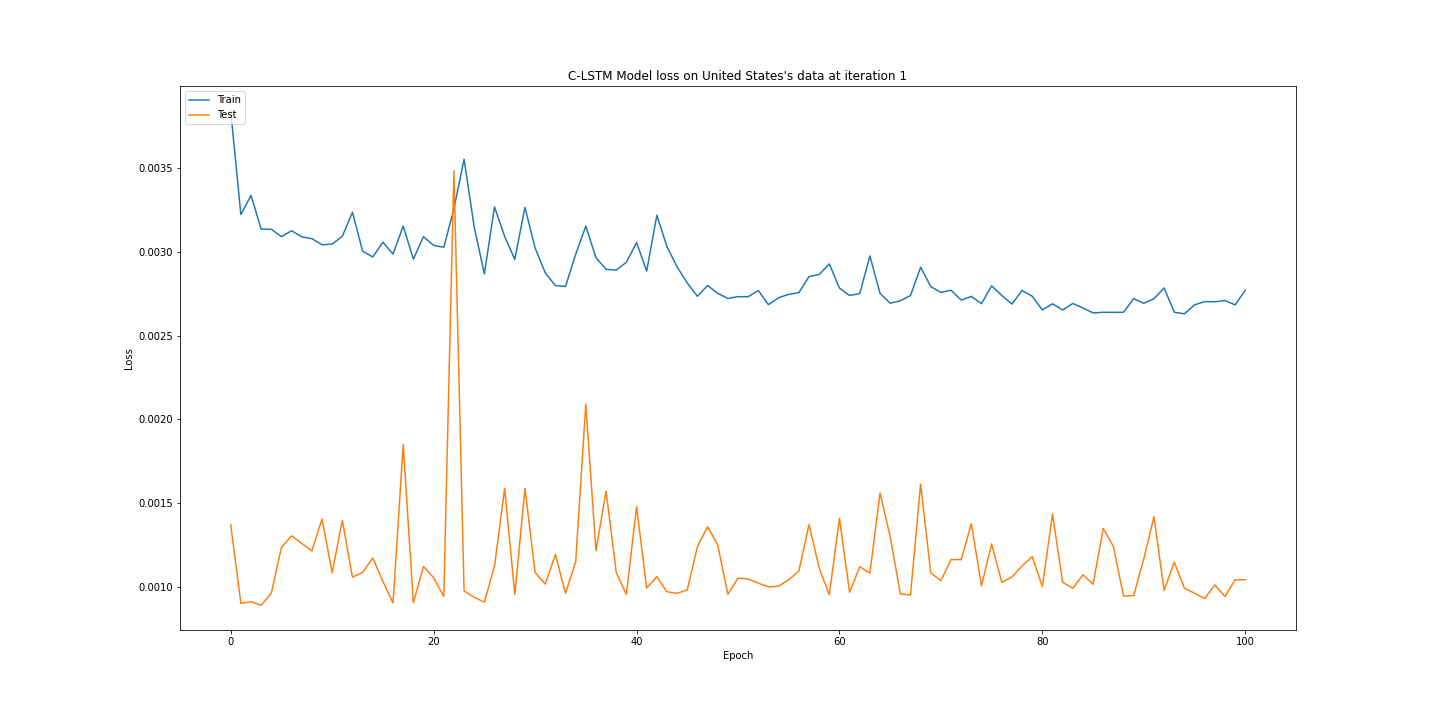 C-LSTM Model loss on United States's data at iteration 1
Train
Test
0.0035
0.0030
0.0025
0.0020
0.0015
0.0010
Loss
0 20 40 60 80 100
Epoch